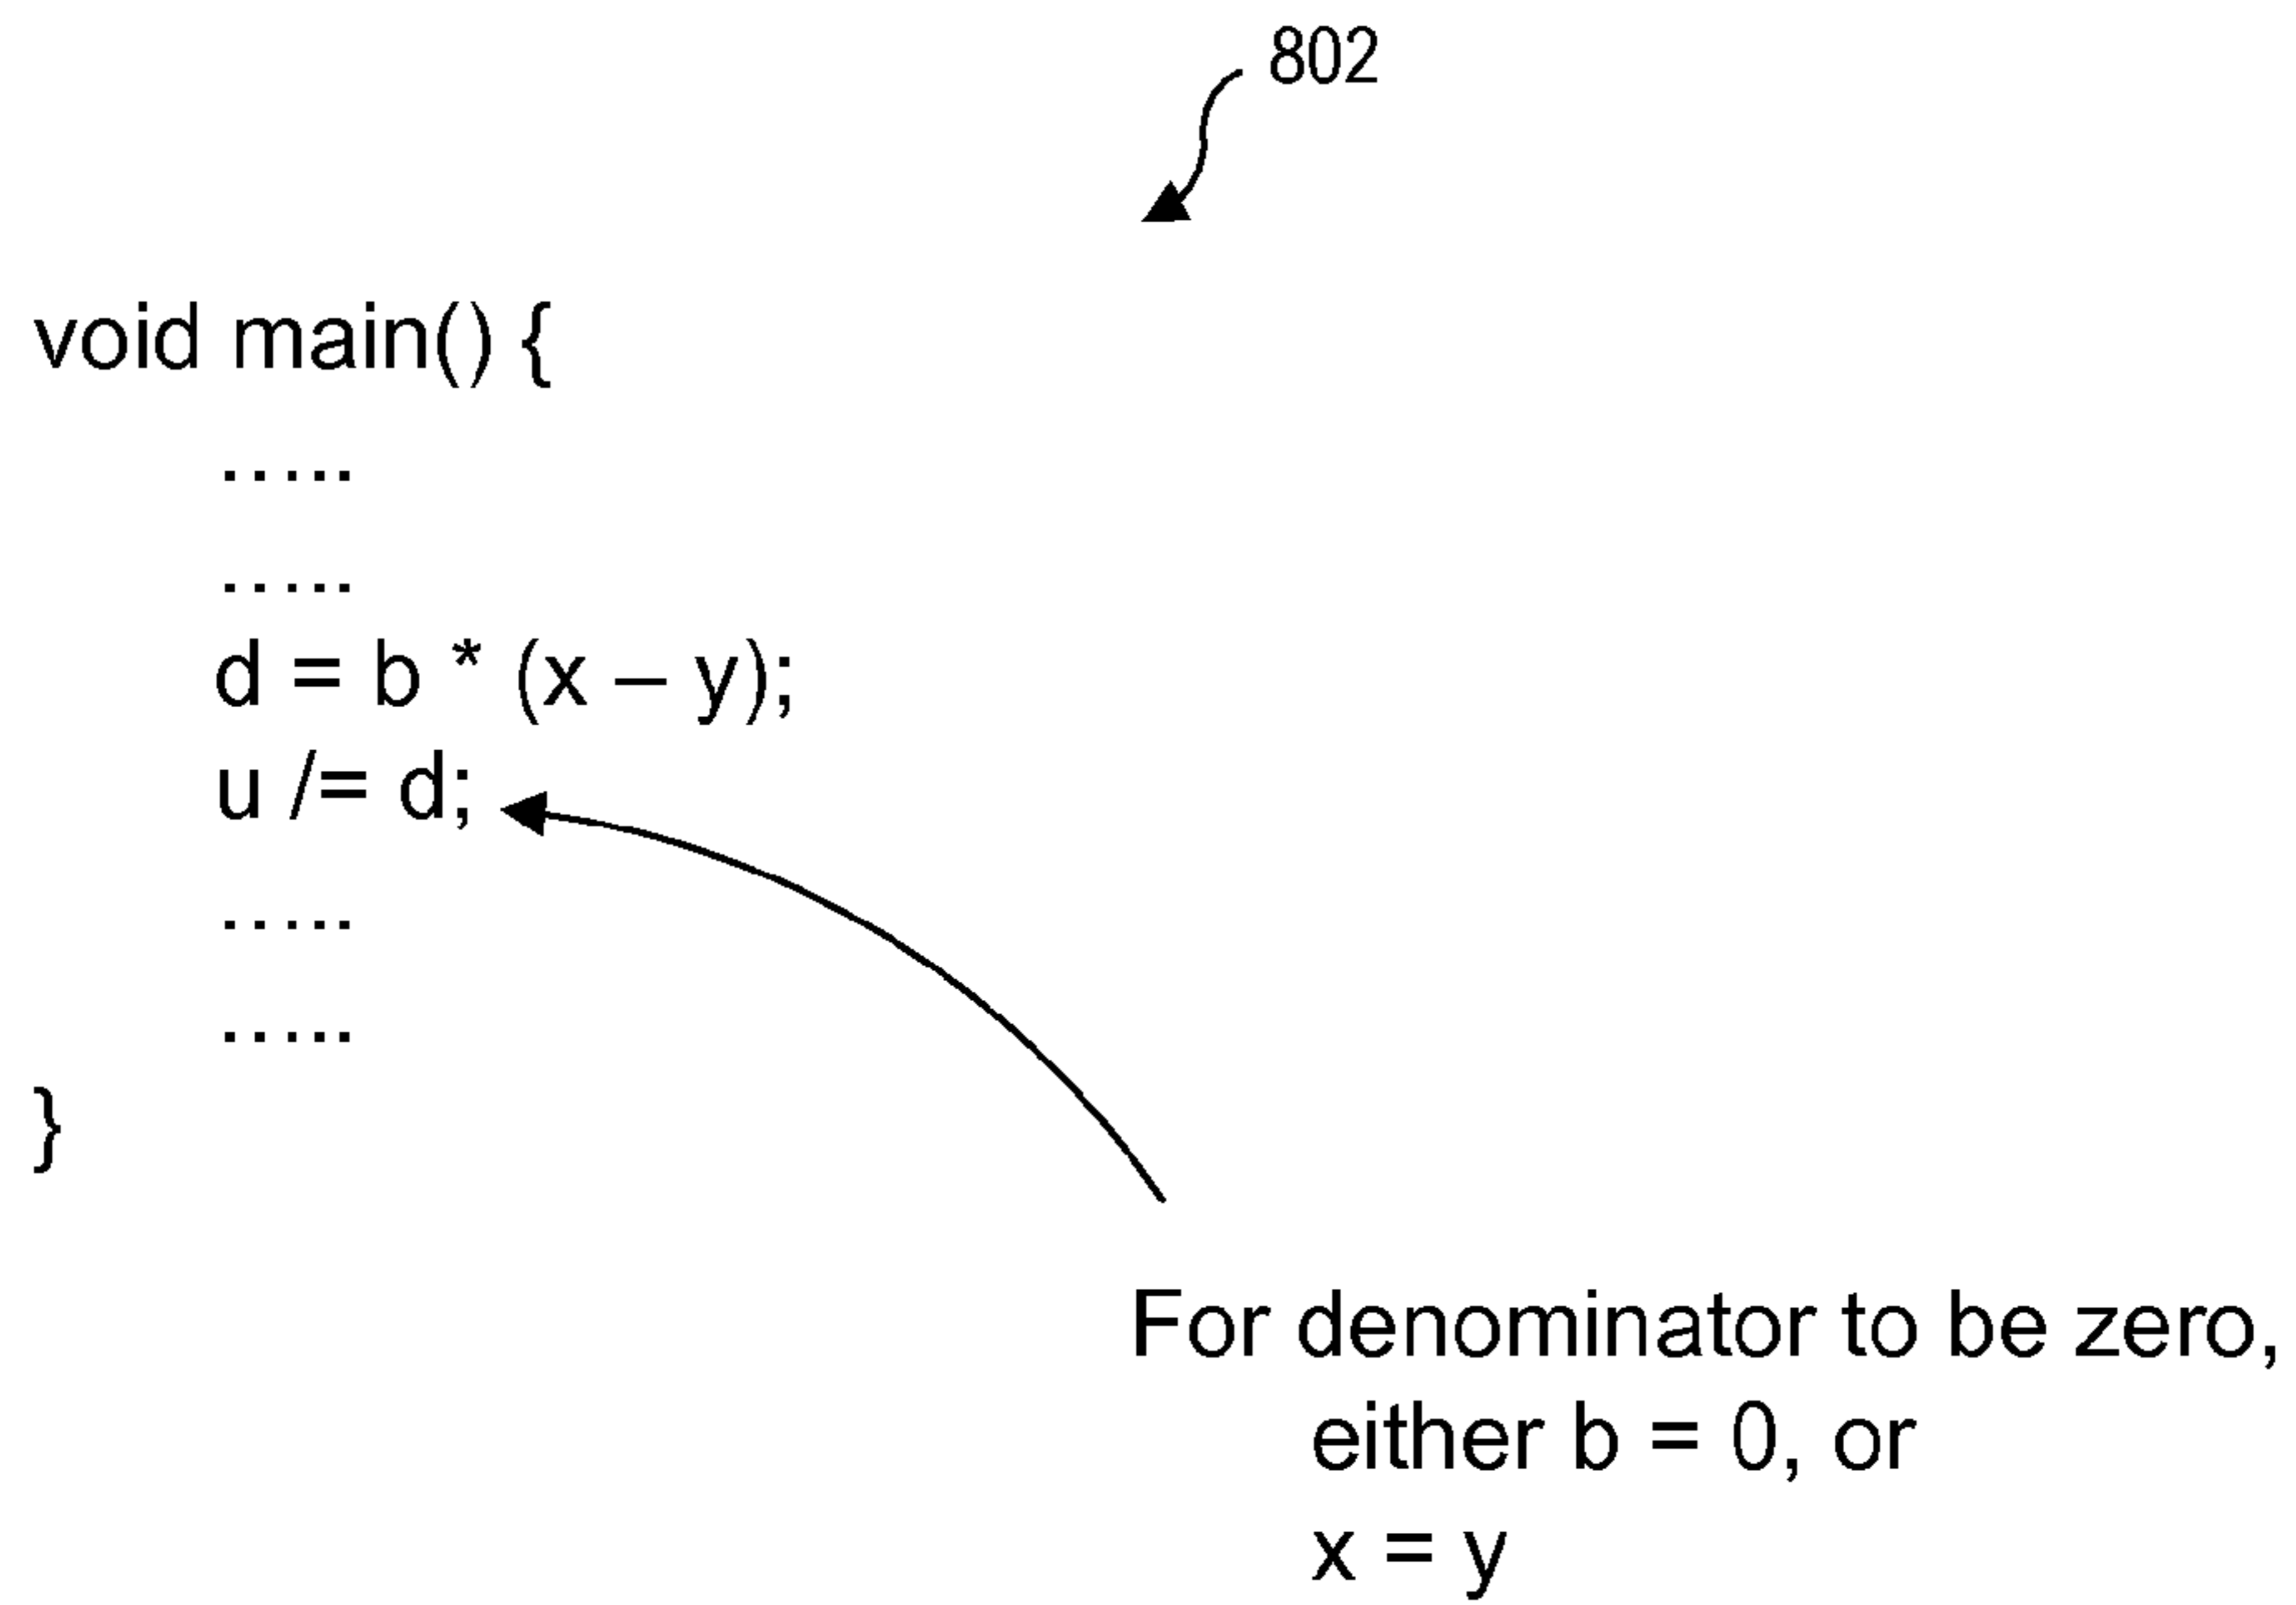 802
void main() {
.....
.....
d = b * (x – y);
u /= d;
.....
.....
}
For denominator to be zero,
either b = 0, or
x = y